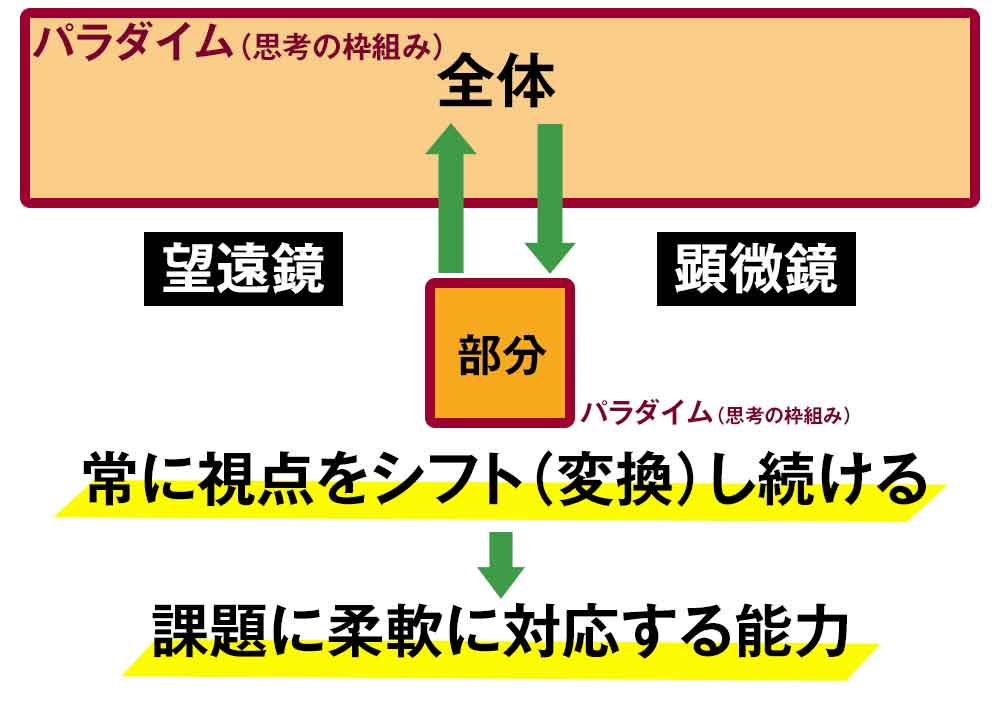 パラダイム（思考の枠組み）
全体
望遠鏡
顕微鏡
部分
パラダイム（思考の枠組み）
常に視点をシフト（変換）し続ける
課題に柔軟に対応する能力